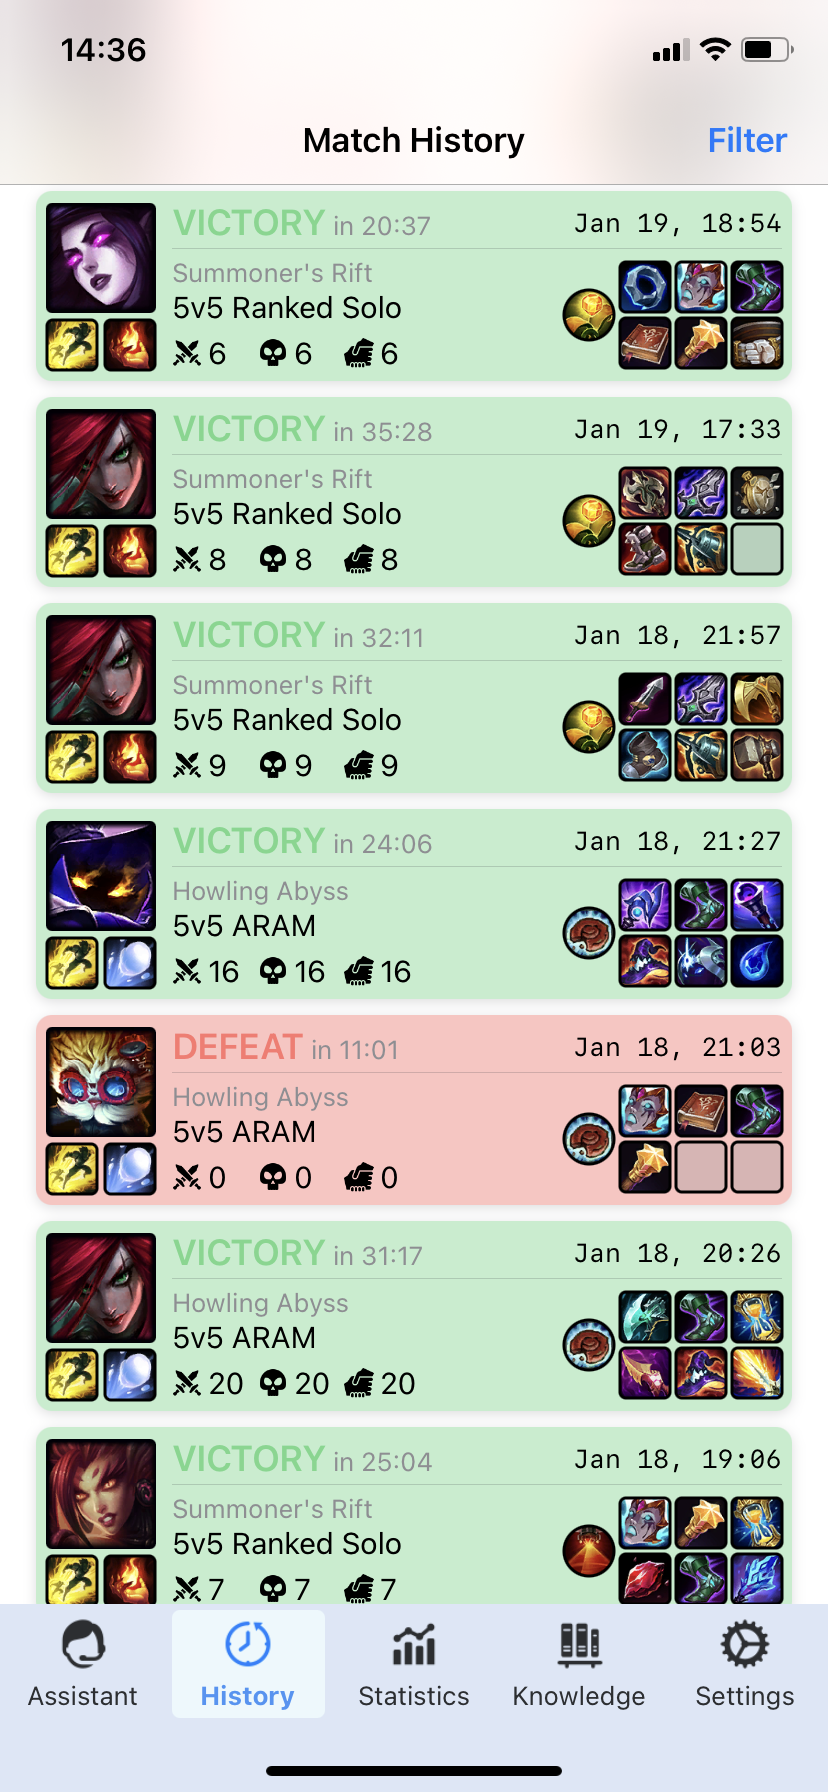 14:36
Match History
Filter
VICTORY in 20:37
Jan 19, 18:54
Summoner's Rift
5v5 Ranked Solo
6 6 6
VICTORY in 35:28
Jan 19, 17:33
Summoner's Rift
5v5 Ranked Solo
8 8 8
VICTORY in 32:11
Jan 18, 21:57
Summoner's Rift
5v5 Ranked Solo
9 9 9
VICTORY in 24:06
Jan 18, 21:27
Howling Abyss
5v5 ARAM
16 16 16
DEFEAT in 11:01
Jan 18, 21:03
Howling Abyss
5v5 ARAM
0 0 0
VICTORY in 31:17
Jan 18, 20:26
Howling Abyss
5v5 ARAM
20 20 20
VICTORY in 25:04
Jan 18, 19:06
Summoner's Rift
5v5 Ranked Solo
7 7 7
Assistant
History
Statistics
Knowledge
Settings